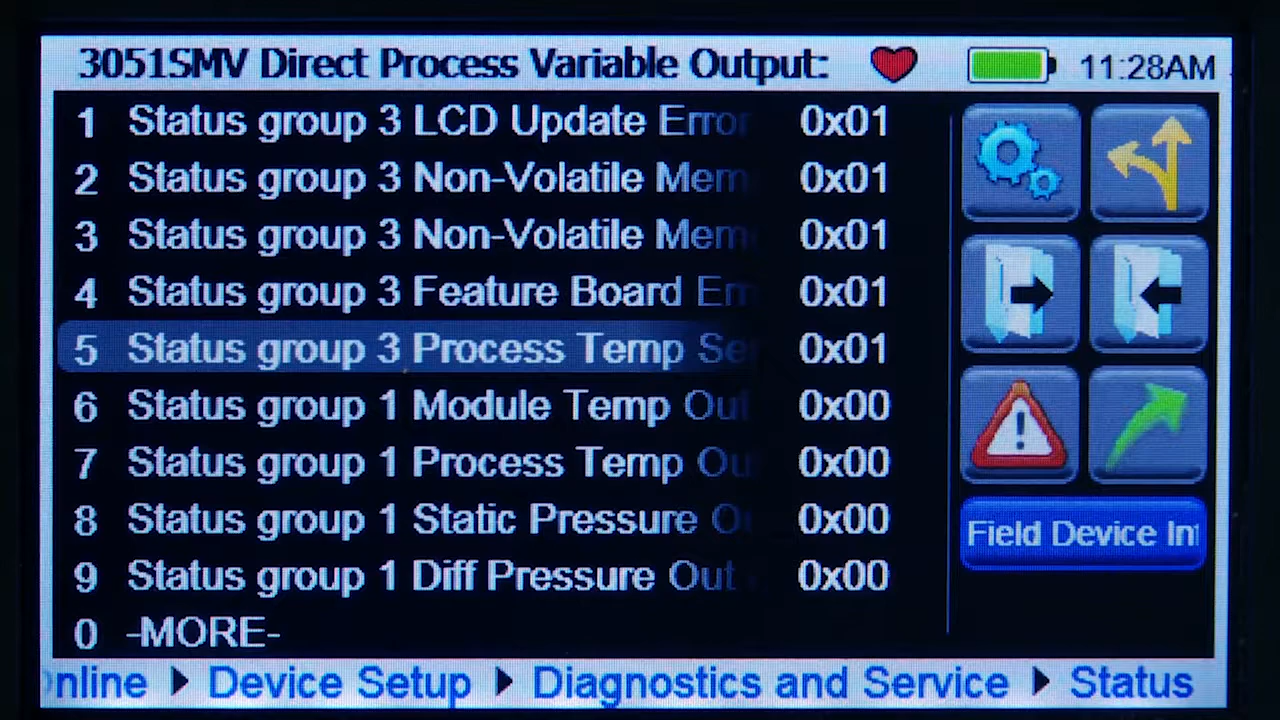 3051SMV Direct Process Variable Output: 11:28AM
1 Status group 3 LCD Update Error 0x01
2 Status group 3 Non-Volatile Mem 0x01
3 Status group 3 Non-Volatile Mem 0x01
4 Status group 3 Feature Board Err 0x01
5 Status group 3 Process Temp Sen 0x01
6 Status group 1 Module Temp Out 0x00
7 Status group 1 Process Temp Out 0x00
8 Status group 1 Static Pressure Ou 0x00
9 Status group 1 Diff Pressure Out 0x00
0 -MORE-
Field Device Int
nline Device Setup Diagnostics and Service Status